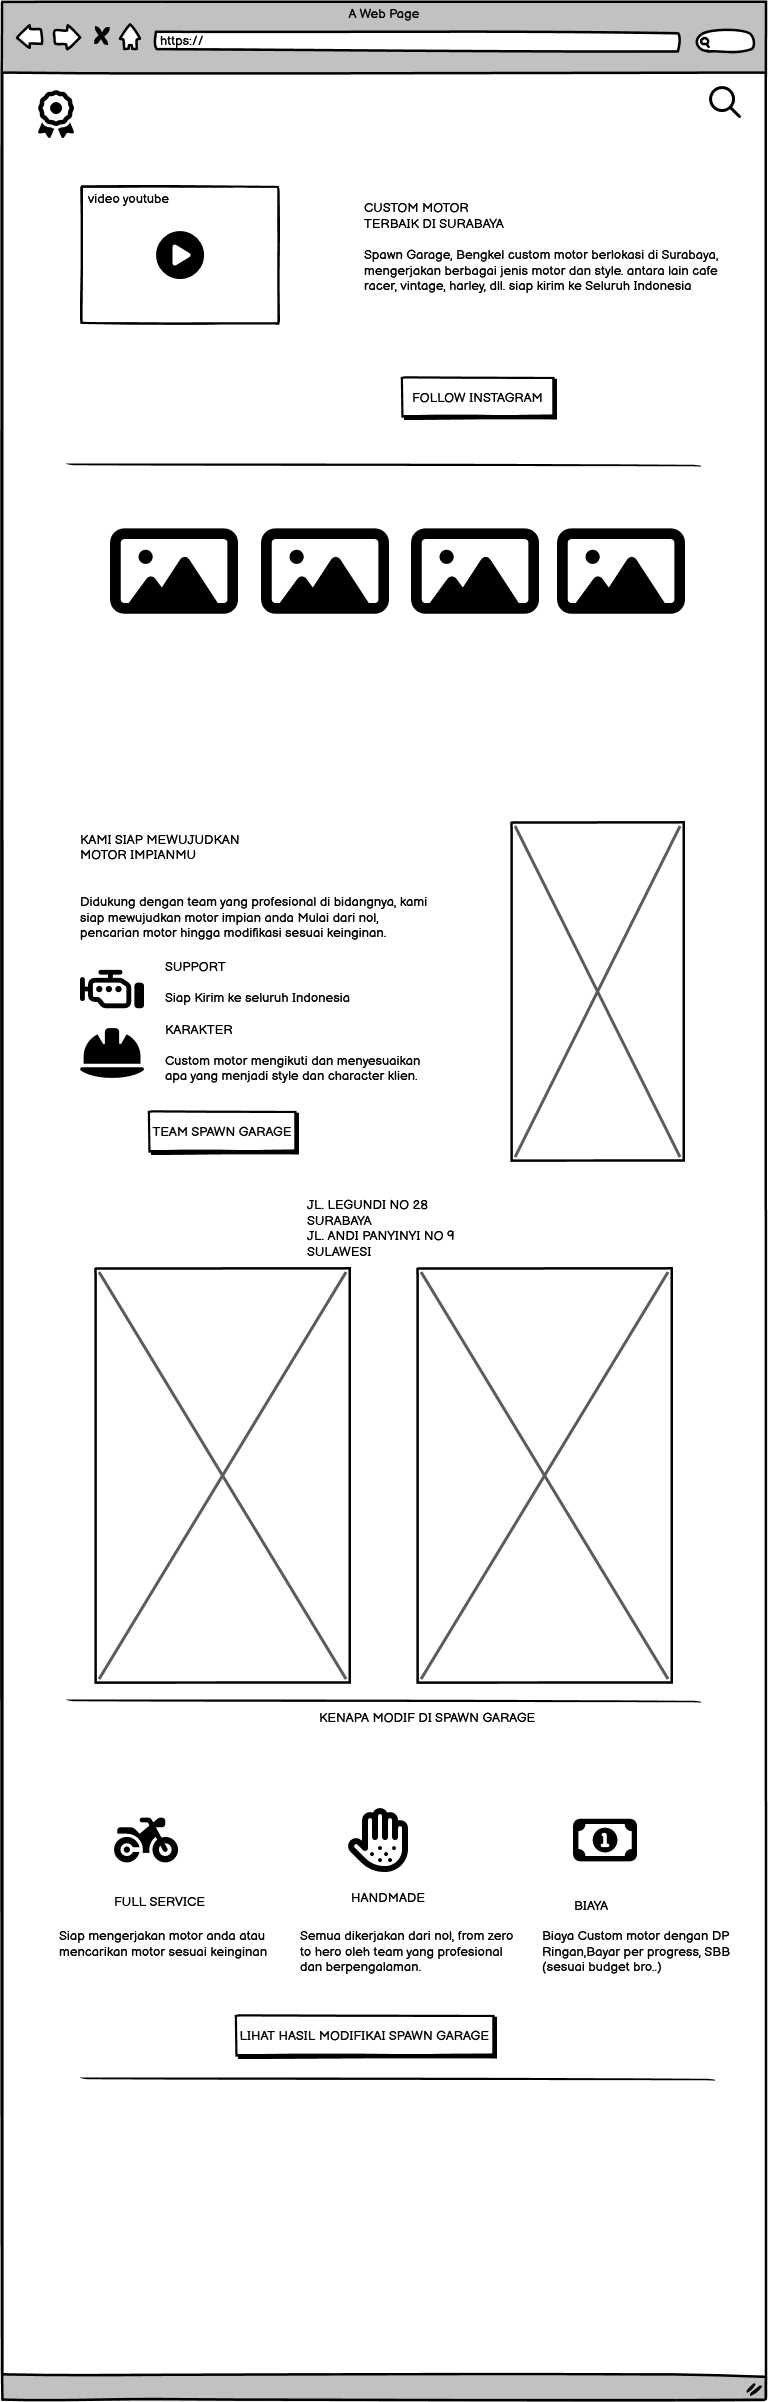 A Web Page
https://
video youtube
CUSTOM MOTOR
TERBAIK DI SURABAYA
Spawn Garage, Bengkel custom motor berlokasi di Surabaya,
mengerjakan berbagai jenis motor dan style. antara lain cafe
racer, vintage, harley, dll. siap kirim ke Seluruh Indonesia
FOLLOW INSTAGRAM
KAMI SIAP MEWUJUDKAN
MOTOR IMPIANMU
Didukung dengan team yang profesional di bidangnya, kami
siap mewujudkan motor impian anda Mulai dari nol,
pencarian motor hingga modifikasi sesuai keinginan.
SUPPORT
Siap Kirim ke seluruh Indonesia
KARAKTER
Custom motor mengikuti dan menyesuaikan
apa yang menjadi style dan character klien.
TEAM SPAWN GARAGE
JL. LEGUNDI NO 28
SURABAYA
JL. ANDI PANYINYI NO 9
SULAWESI
KENAPA MODIF DI SPAWN GARAGE
1
FULL SERVICE
Siap mengerjakan motor anda atau
mencarikan motor sesuai keinginan
HANDMADE
Semua dikerjakan dari nol, from zero
to hero oleh team yang profesional
dan berpengalaman.
BIAYA
Biaya Custom motor dengan DP
Ringan,Bayar per progress, SBB
(sesuai budget bro..)
LIHAT HASIL MODIFIKAI SPAWN GARAGE